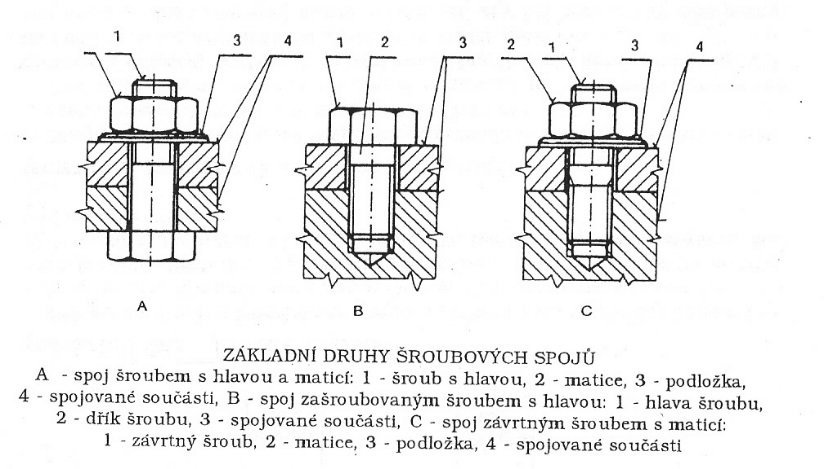 1 3 4 1 2 3 2 1 3 4
A B C
ZÁKLADNÍ DRUHY ŠROUBOVÝCH SPOJŮ
A - spoj šroubem s hlavou a maticí: 1 - šroub s hlavou, 2 - matice, 3 - podložka,
4 - spojované součásti, B - spoj zašroubovaným šroubem s hlavou: 1 - hlava šroubu,
2 - dřík šroubu, 3 - spojované součásti, C - spoj závrtným šroubem s maticí:
1 - závrtný šroub, 2 - matice, 3 - podložka, 4 - spojované součásti